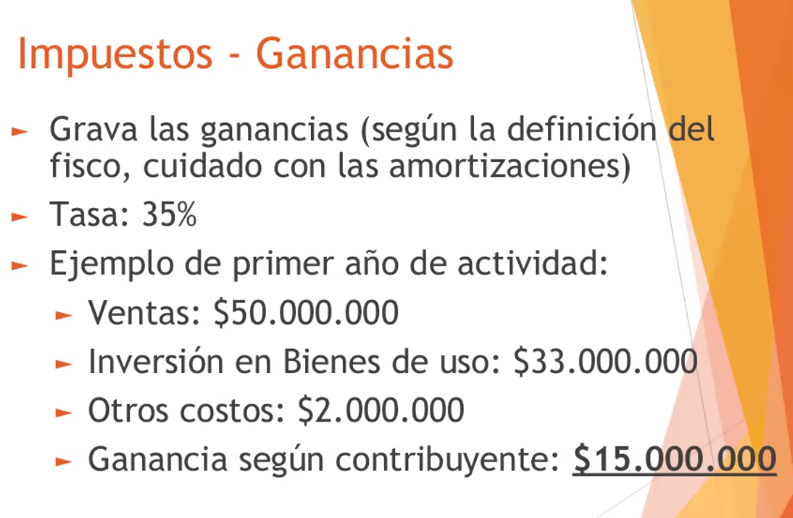 Impuestos - Ganancias
► Grava las ganancias (según la definición del
fisco, cuidado con las amortizaciones)
► Tasa: 35%
► Ejemplo de primer año de actividad:
► Ventas: $50.000.000
► Inversión en Bienes de uso: $33.000.000
► Otros costos: $2.000.000
► Ganancia según contribuyente: $15.000.000